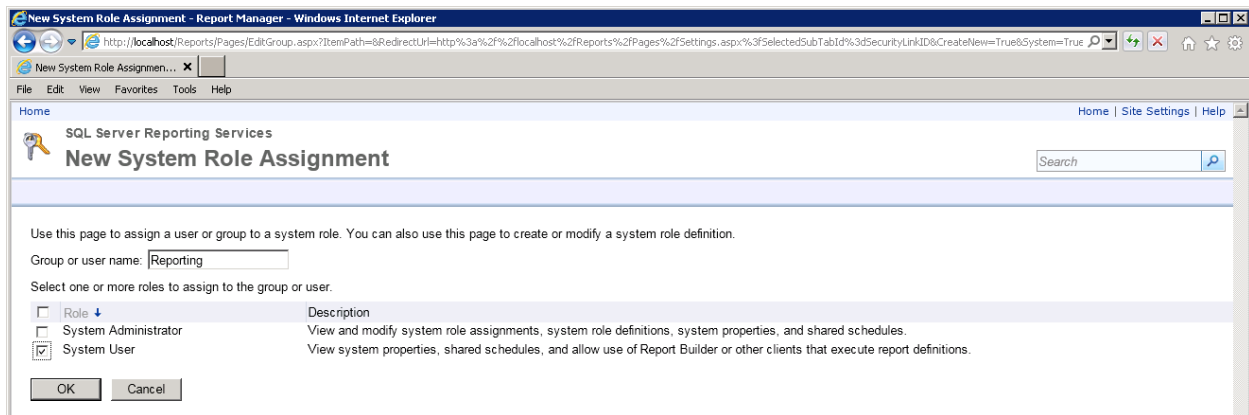 New System Role Assignment - Report Manager - Windows Internet Explorer
http://localhost/Reports/Pages/EditGroup.aspx?ItemPath=&RedirectUrl=http%3a%2f%2flocalhost%2fReports%2fPages%2fSettings.aspx%3fSelectedSubTabId%3dSecurityLinkID&CreateNew=True&System=True
New System Role Assignmen... X
File Edit View Favorites Tools Help
Home Home | Site Settings | Help
SQL Server Reporting Services
New System Role Assignment
Search
Use this page to assign a user or group to a system role. You can also use this page to create or modify a system role definition.
Group or user name: Reporting
Select one or more roles to assign to the group or user.
Role Description
System Administrator View and modify system role assignments, system role definitions, system properties, and shared schedules.
System User View system properties, shared schedules, and allow use of Report Builder or other clients that execute report definitions.
OK Cancel